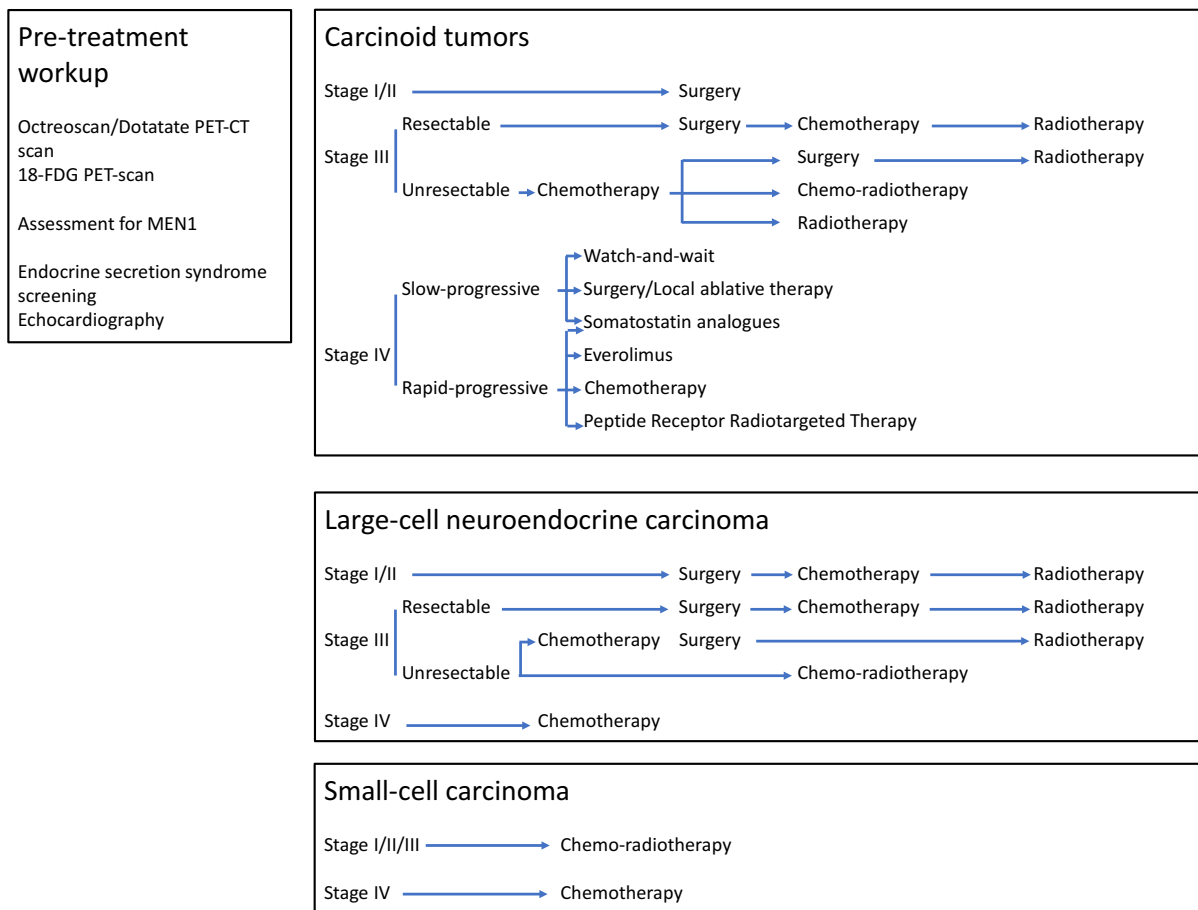 Pre-treatment
workup
Octreoscan/Dotatate PET-CT
scan
18-FDG PET-scan
Assessment for MEN1
Endocrine secretion syndrome
screening
Echocardiography
Carcinoid tumors
Stage I/II Surgery
Resectable Surgery Chemotherapy Radiotherapy
Stage III Surgery Radiotherapy
Unresectable Chemotherapy Chemo-radiotherapy
Radiotherapy
Watch-and-wait
Slow-progressive Surgery/Local ablative therapy
Somatostatin analogues
Stage IV Everolimus
Rapid-progressive Chemotherapy
Peptide Receptor Radiotargeted Therapy
Large-cell neuroendocrine carcinoma
Stage I/II Surgery Chemotherapy Radiotherapy
Resectable Surgery Chemotherapy Radiotherapy
Stage III Chemotherapy Surgery Radiotherapy
Unresectable Chemo-radiotherapy
Stage IV Chemotherapy
Small-cell carcinoma
Stage I/II/III Chemo-radiotherapy
Stage IV Chemotherapy